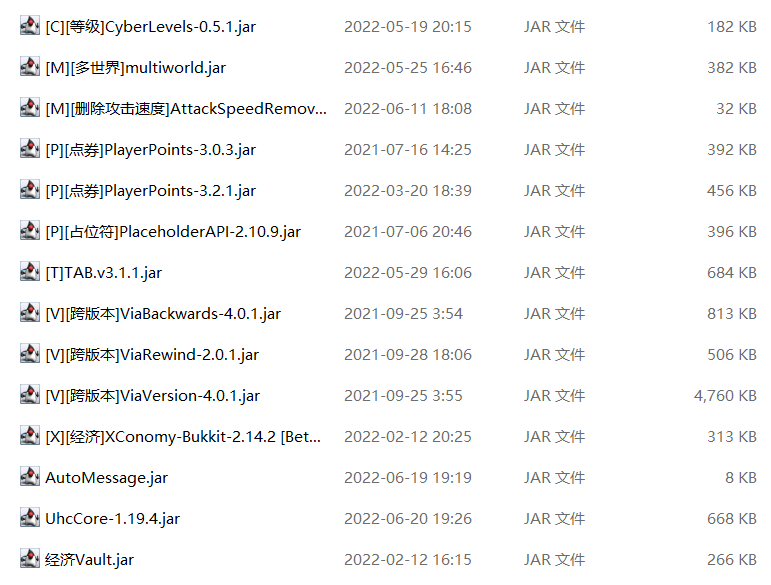 [C][等级]CyberLevels-0.5.1.jar 2022-05-19 20:15 JAR 文件 182 KB
[M][多世界]multiworld.jar 2022-05-25 16:46 JAR 文件 382 KB
[M][删除攻击速度]AttackSpeedRemov... 2022-06-11 18:08 JAR 文件 32 KB
[P][点券]PlayerPoints-3.0.3.jar 2021-07-16 14:25 JAR 文件 392 KB
[P][点券]PlayerPoints-3.2.1.jar 2022-03-20 18:39 JAR 文件 456 KB
[P][占位符]PlaceholderAPI-2.10.9.jar 2021-07-06 20:46 JAR 文件 396 KB
[T]TAB.v3.1.1.jar 2022-05-29 16:06 JAR 文件 684 KB
[V][跨版本]ViaBackwards-4.0.1.jar 2021-09-25 3:54 JAR 文件 813 KB
[V][跨版本]ViaRewind-2.0.1.jar 2021-09-28 18:06 JAR 文件 506 KB
[V][跨版本]ViaVersion-4.0.1.jar 2021-09-25 3:55 JAR 文件 4,760 KB
[X][经济]XConomy-Bukkit-2.14.2 [Bet... 2022-02-12 20:25 JAR 文件 313 KB
AutoMessage.jar 2022-06-19 19:19 JAR 文件 8 KB
UhcCore-1.19.4.jar 2022-06-20 19:26 JAR 文件 668 KB
经济Vault.jar 2022-02-12 16:15 JAR 文件 266 KB